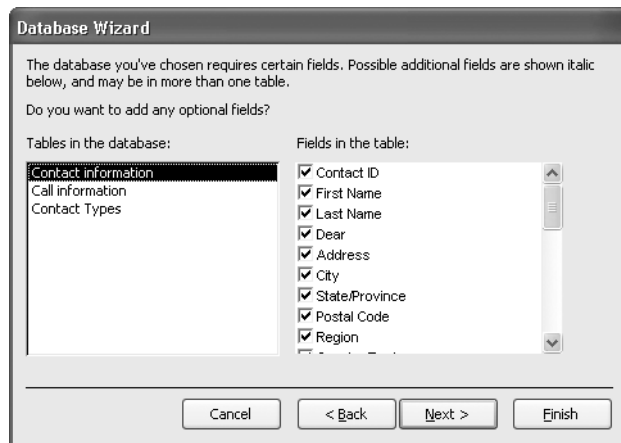 Database Wizard
The database you've chosen requires certain fields. Possible additional fields are shown italic
below, and may be in more than one table.
Do you want to add any optional fields?
Tables in the database:
Fields in the table:
Contact information
Call information
Contact Types
Contact ID
First Name
Last Name
Dear
Address
City
State/Province
Postal Code
Region
Cancel
< Back
Next >
Finish